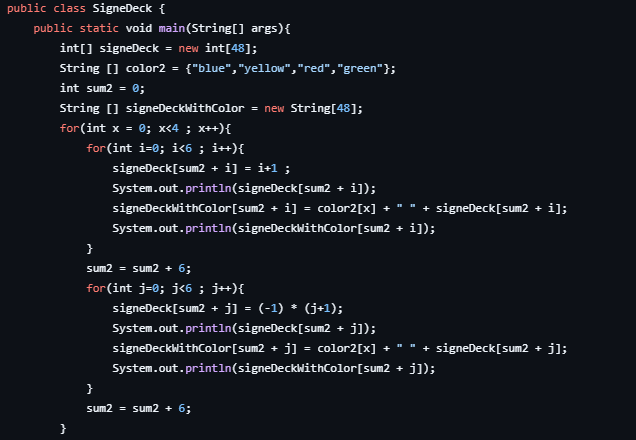 public class SigneDeck {
    public static void main(String[] args){
        int[] signeDeck = new int[48];
        String [] color2 = {"blue","yellow","red","green"};
        int sum2 = 0;
        String [] signeDeckWithColor = new String[48];
        for(int x = 0; x<4 ; x++){
            for(int i=0; i<6 ; i++){
                signeDeck[sum2 + i] = i+1 ;
                System.out.println(signeDeck[sum2 + i]);
                signeDeckWithColor[sum2 + i] = color2[x] + " " + signeDeck[sum2 + i];
                System.out.println(signeDeckWithColor[sum2 + i]);
            }
            sum2 = sum2 + 6;
            for(int j=0; j<6 ; j++){
                signeDeck[sum2 + j] = (-1) * (j+1);
                System.out.println(signeDeck[sum2 + j]);
                signeDeckWithColor[sum2 + j] = color2[x] + " " + signeDeck[sum2 + j];
                System.out.println(signeDeckWithColor[sum2 + j]);
            }
            sum2 = sum2 + 6;
        }